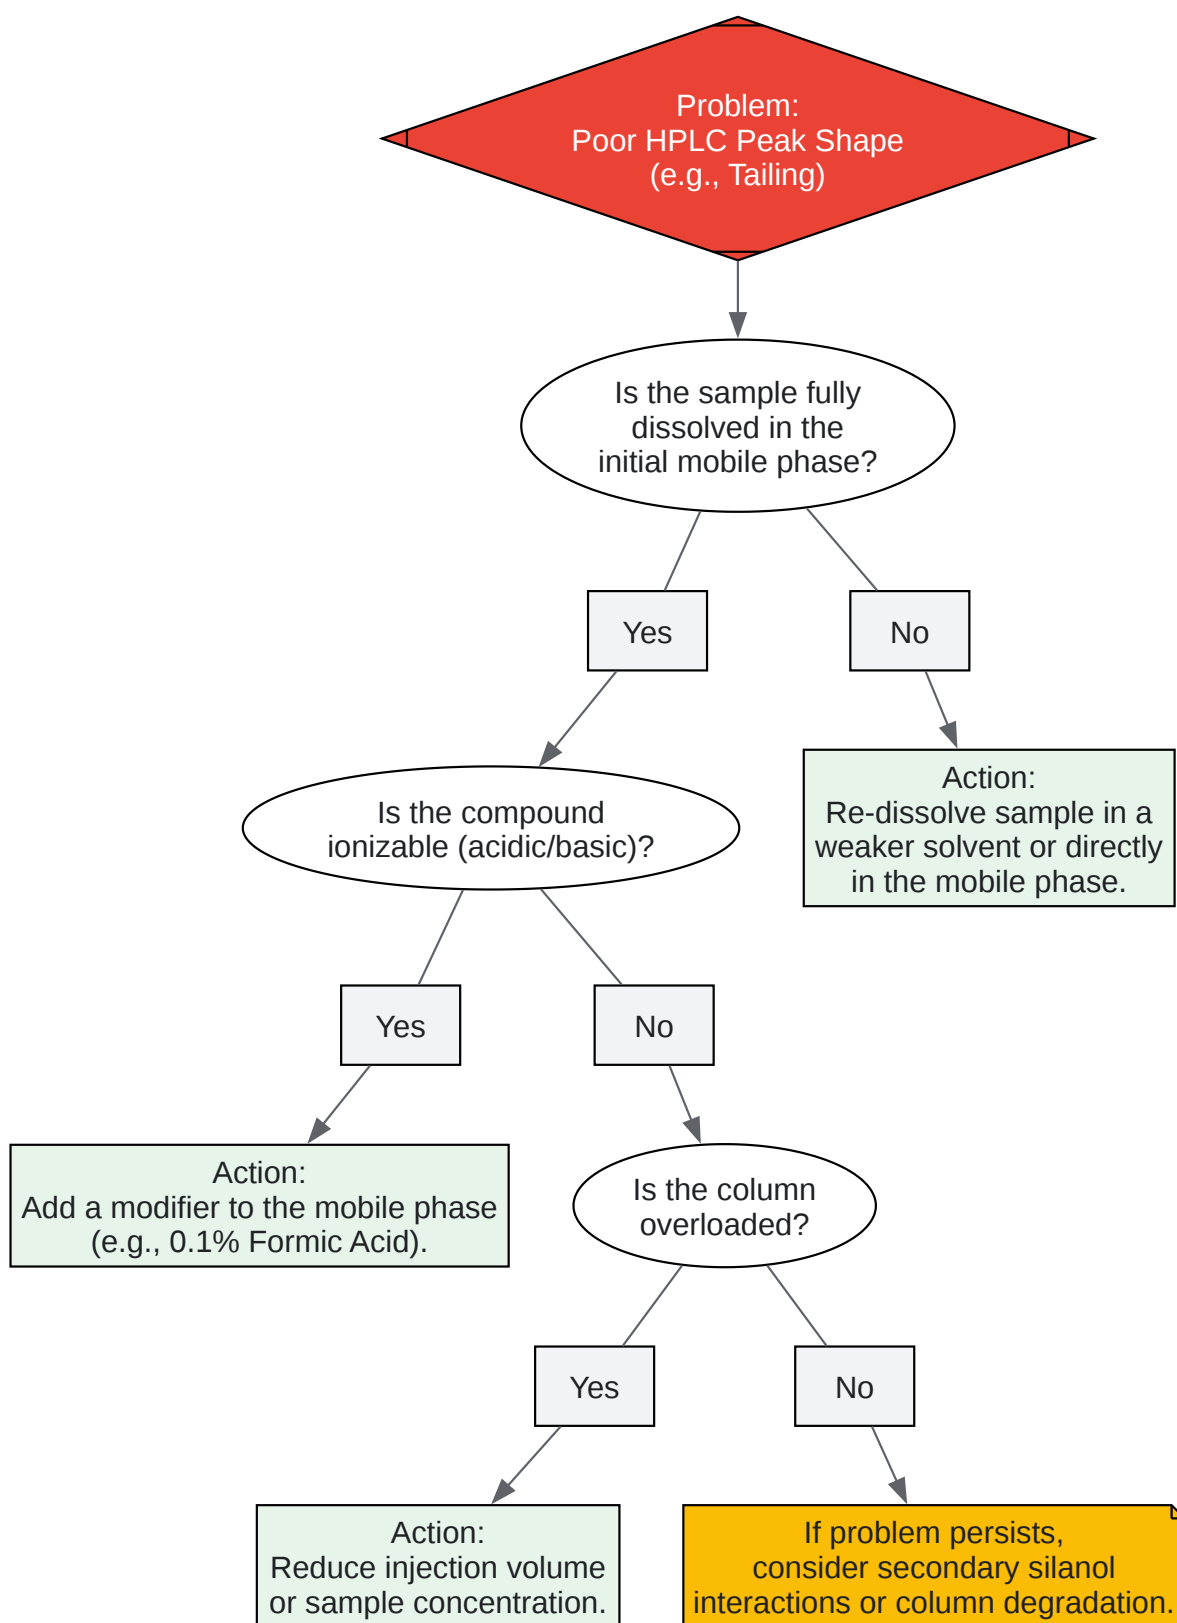 Problem:
Poor HPLC Peak Shape
(e.g., Tailing)
Is the sample fully
dissolved in the
initial mobile phase?
Yes
No
Is the compound
ionizable (acidic/basic)?
Action:
Re-dissolve sample in a
weaker solvent or directly
in the mobile phase.
Yes
No
Action:
Add a modifier to the mobile phase
(e.g., 0.1% Formic Acid).
Is the column
overloaded?
Yes
No
Action:
Reduce injection volume
or sample concentration.
If problem persists,
consider secondary silanol
interactions or column degradation.